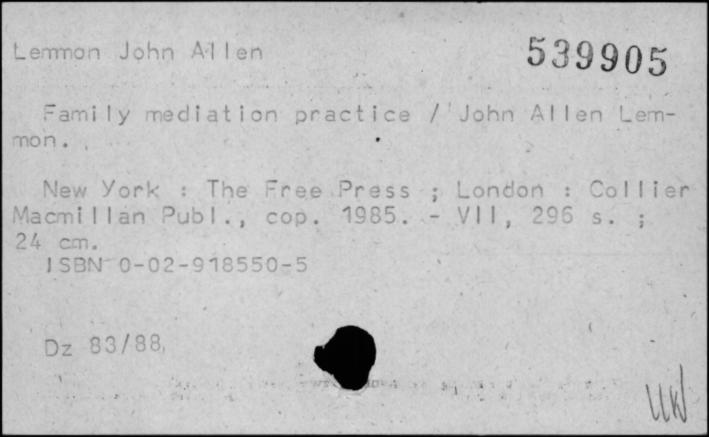 Lemmon John Allen 539905
Family mediation practice / John Allen Lem-
mon.
New York : The Free Press ; London : Collier
Macmillan Publ., cop. 1985. - VII, 296 s. ;
24 cm.
ISBN 0-02-918550-5
Dz 83/88